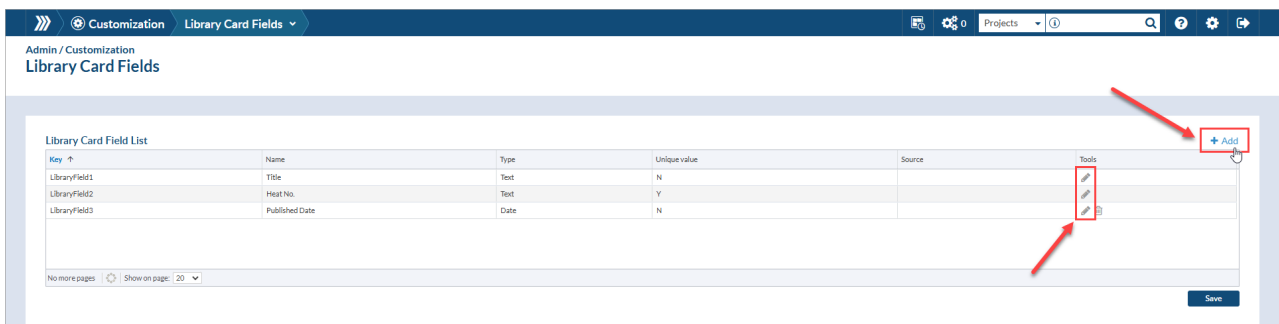 Customization Library Card Fields 0 Projects
Admin / Customization
Library Card Fields
Library Card Field List
+ Add
Key ↑ Name Type Unique value Source Tools
LibraryField1 Title Text N
LibraryField2 Heat No. Text Y
LibraryField3 Published Date Date N
No more pages Show on page: 20
Save